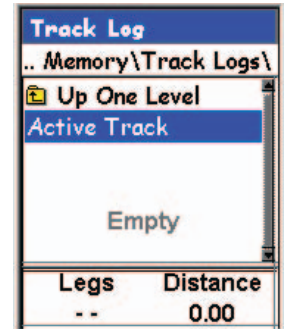 Track Log
.. Memory\Track Logs\
Up One Level
Active Track
Empty
Legs Distance
-- 0.00